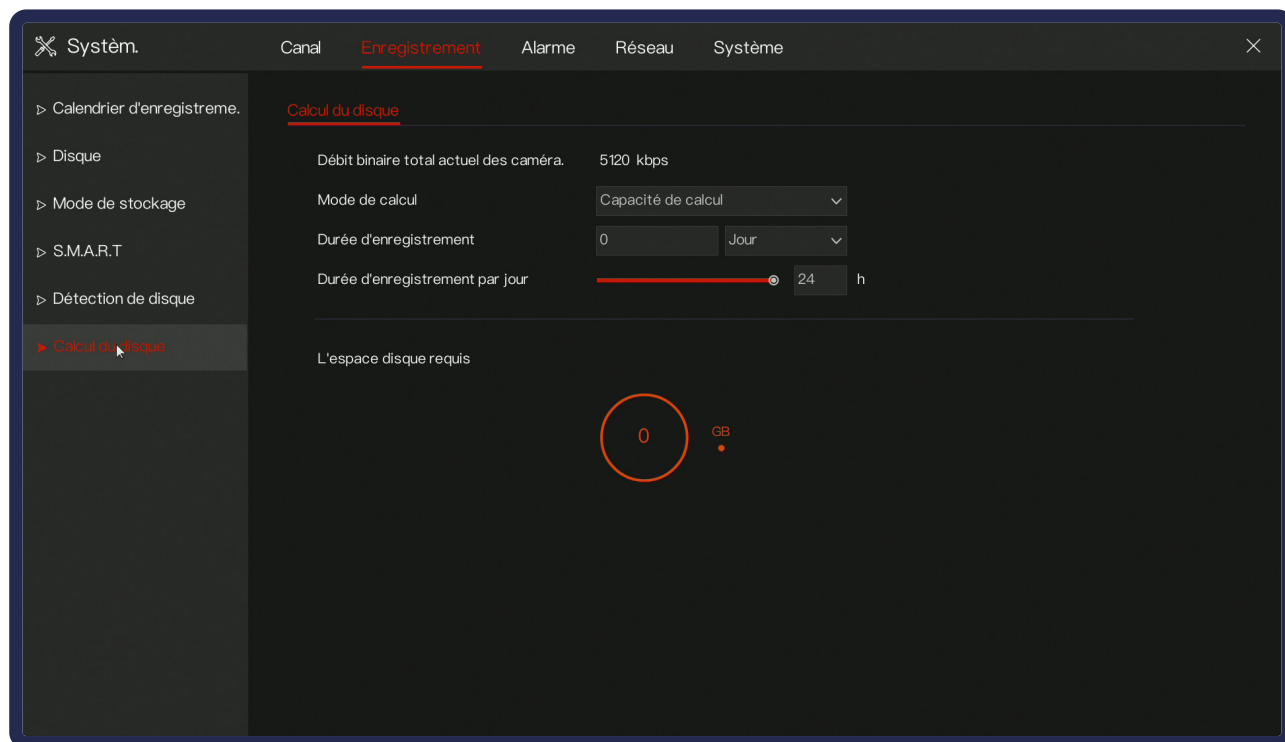 Systèm.
Canal Enregistrement Alarme Réseau Système
Calendrier d'enregistreme.
Disque
Mode de stockage
S.M.A.R.T
Détection de disque
Calcul du disque
Calcul du disque
Débit binaire total actuel des caméra. 5120 kbps
Mode de calcul Capacité de calcul
Durée d'enregistrement 0 Jour
Durée d'enregistrement par jour 24 h
L'espace disque requis
0 GB